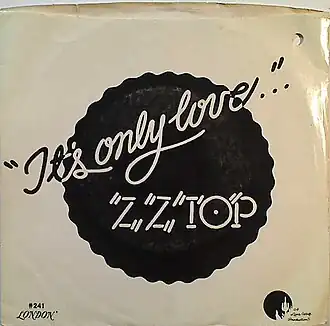 "It's only love..."
ZZ TOP
#241
LONDON